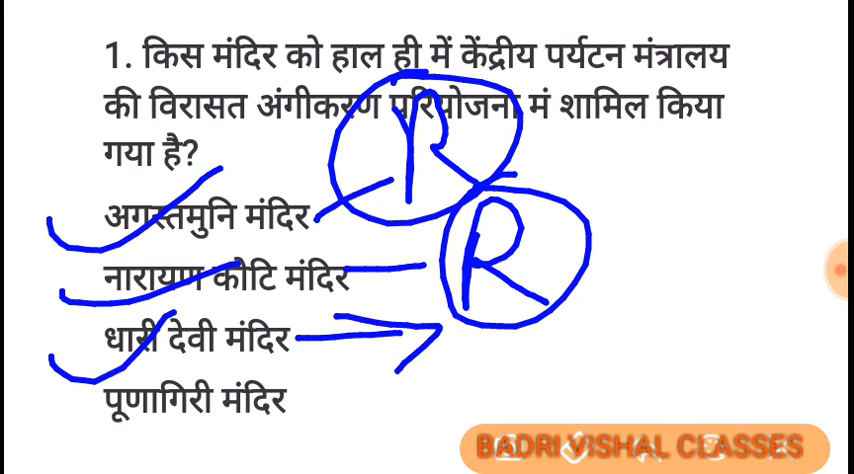 1. किस मंदिर को हाल ही में केंद्रीय पर्यटन मंत्रालय
की विरासत अंगीकरण परियोजना मं शामिल किया
गया है?
R
अगस्तमुनि मंदिर
R
नारायण कोटि मंदिर
धारी देवी मंदिर
पूणागिरी मंदिर
BADRI VISHAL CLASSES